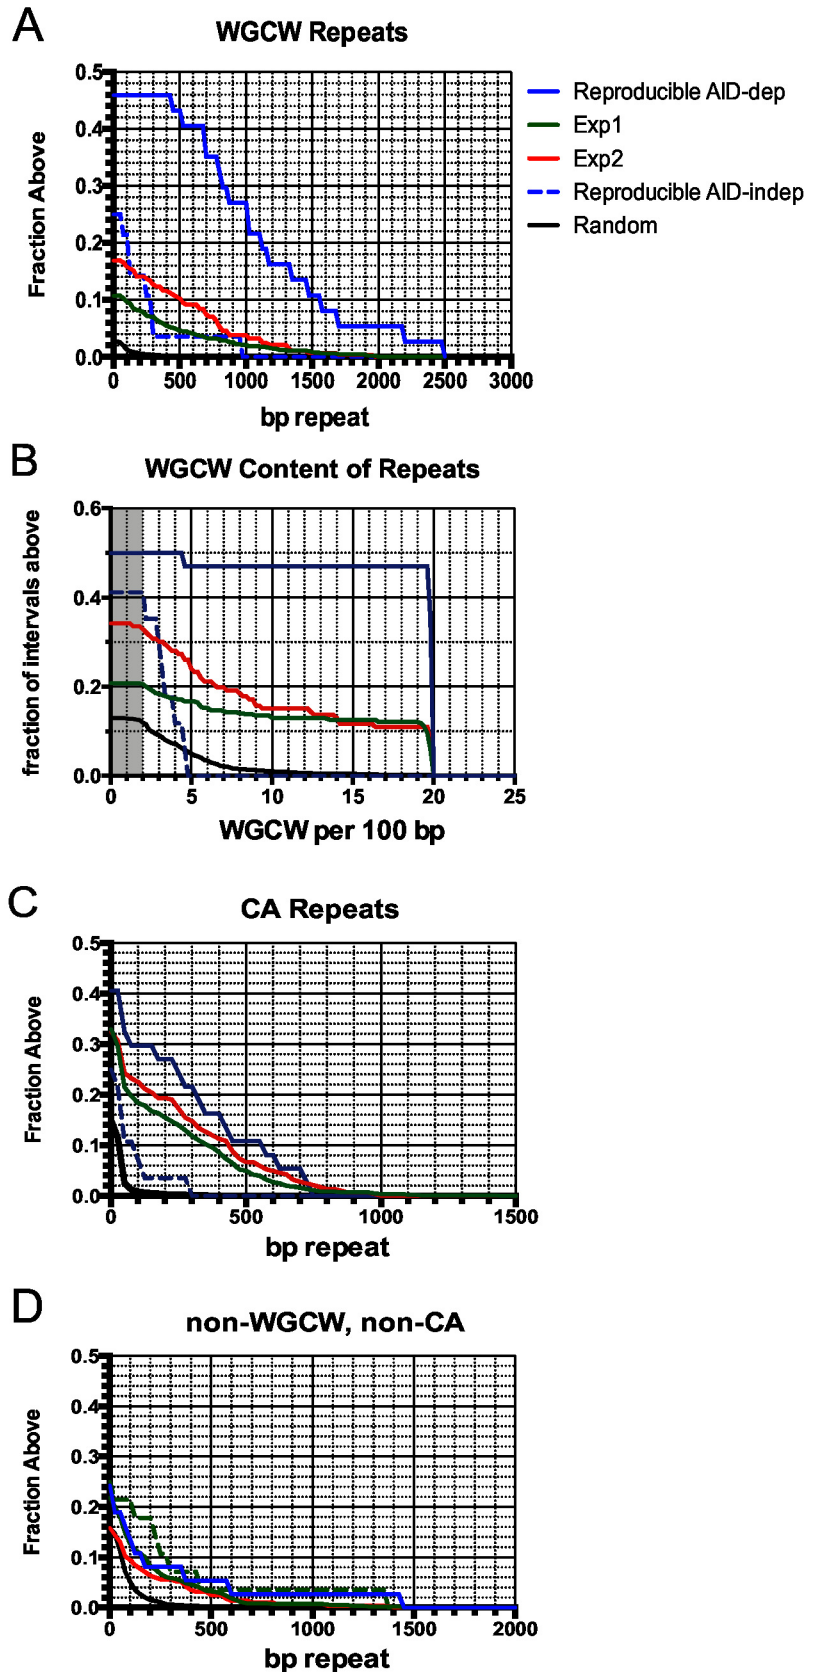 A
WGCW Repeats
Fraction Above
0.5
0.4
0.3
0.2
0.1
0.0
0 500 1000 1500 2000 2500 3000
bp repeat
Reproducible AID-dep
Exp1
Exp2
Reproducible AID-indep
Random
B
WGCW Content of Repeats
fraction of intervals above
0.6
0.4
0.2
0.0
0 5 10 15 20 25
WGCW per 100 bp
C
CA Repeats
Fraction Above
0.5
0.4
0.3
0.2
0.1
0.0
0 500 1000 1500
bp repeat
D
non-WGCW, non-CA
Fraction Above
0.5
0.4
0.3
0.2
0.1
0.0
0 500 1000 1500 2000
bp repeat